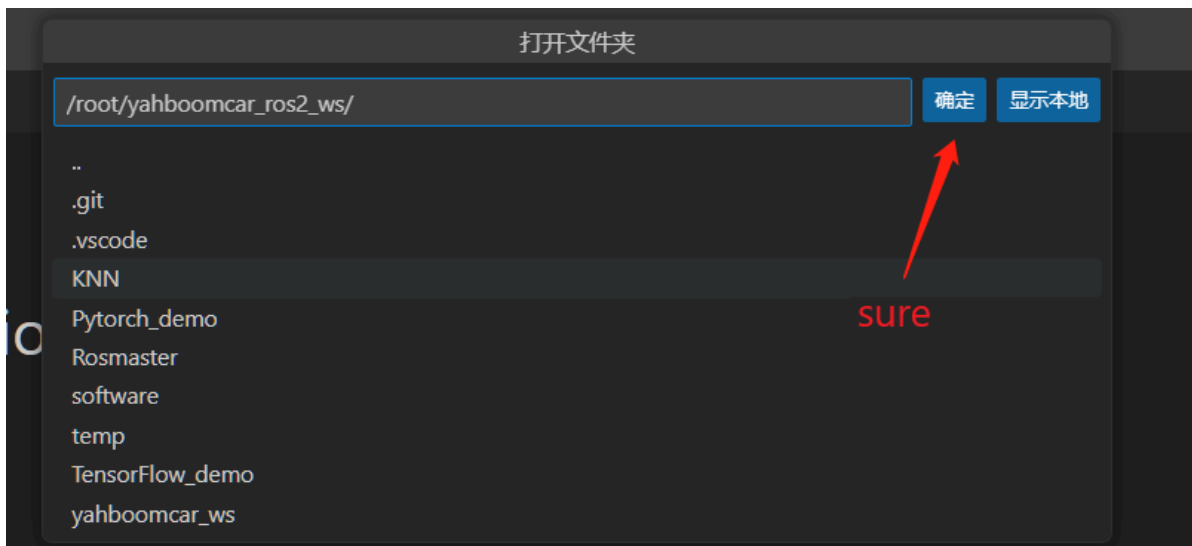 打开文件夹
/root/yahboomcar_ros2_ws/ 确定 显示本地
..
.git
.vscode
KNN
Pytorch_demo
sure
Rosmaster
software
temp
TensorFlow_demo
yahboomcar_ws